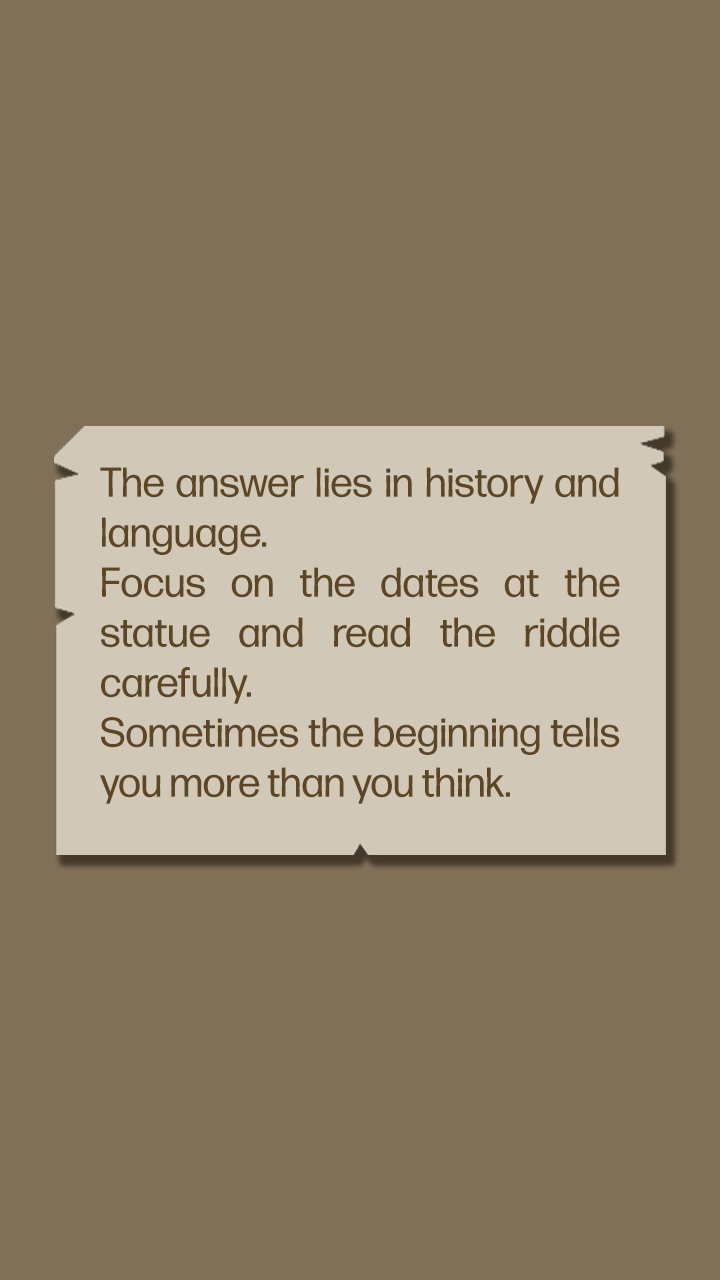 The answer lies in history and
language.
Focus on the dates at the
statue and read the riddle
carefully.
Sometimes the beginning tells
you more than you think.